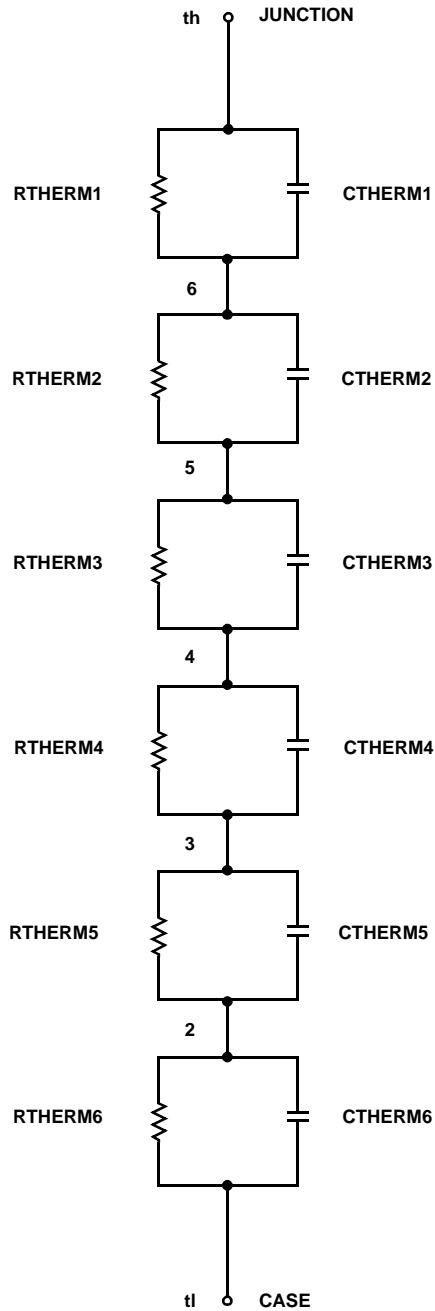 th JUNCTION
RTHERM1 CTHERM1
6
RTHERM2 CTHERM2
5
RTHERM3 CTHERM3
4
RTHERM4 CTHERM4
3
RTHERM5 CTHERM5
2
RTHERM6 CTHERM6
tl CASE